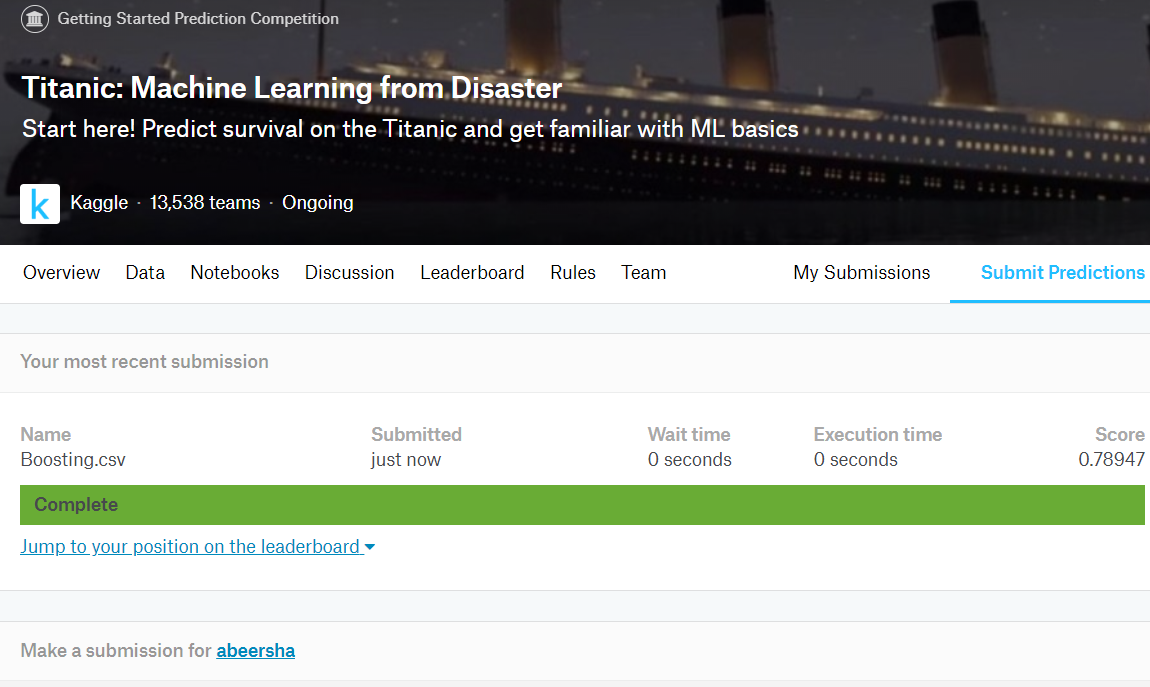 Getting Started Prediction Competition
Titanic: Machine Learning from Disaster
Start here! Predict survival on the Titanic and get familiar with ML basics
k Kaggle · 13,538 teams · Ongoing
Overview Data Notebooks Discussion Leaderboard Rules Team My Submissions Submit Predictions
Your most recent submission
Name Submitted Wait time Execution time Score
Boosting.csv just now 0 seconds 0 seconds 0.78947
Complete
Jump to your position on the leaderboard
Make a submission for abeersha